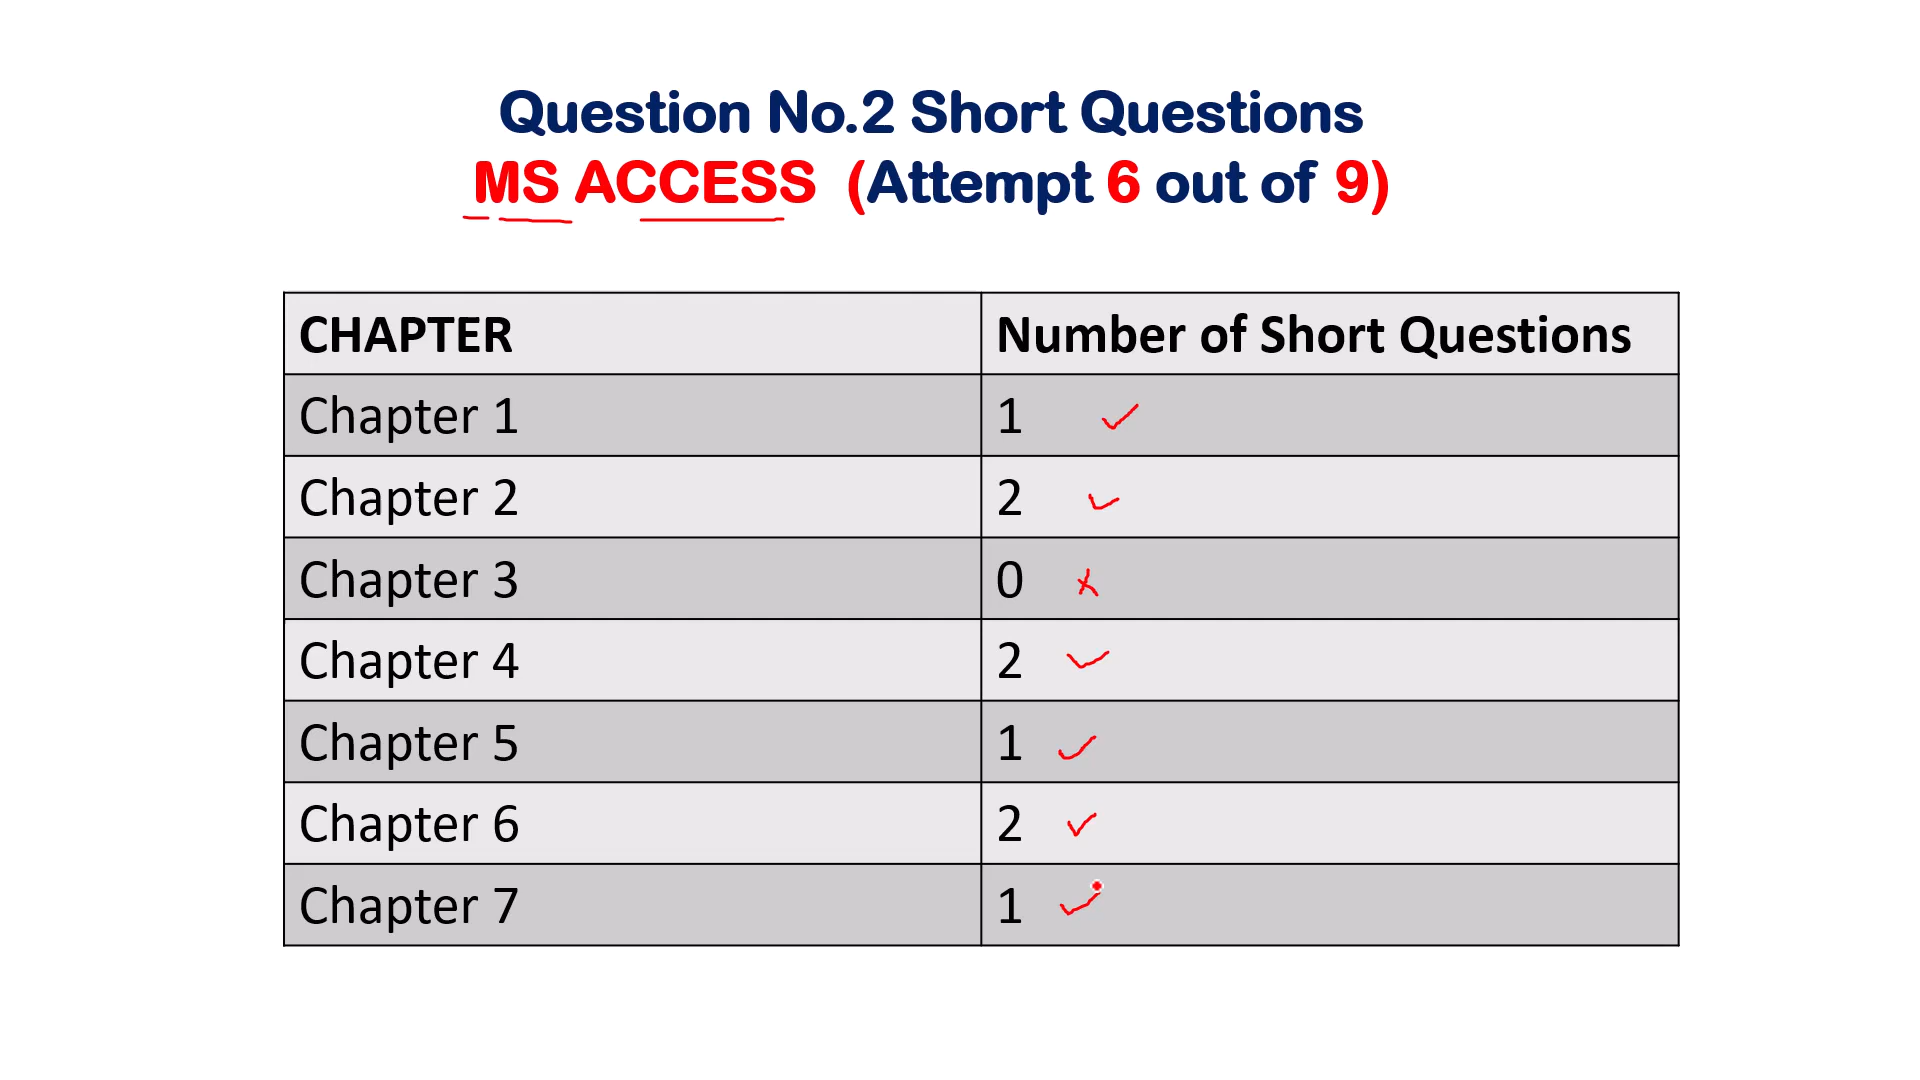 Question No.2 Short Questions
MS ACCESS (Attempt 6 out of 9)
CHAPTER Number of Short Questions
Chapter 1 1
Chapter 2 2
Chapter 3 0
Chapter 4 2
Chapter 5 1
Chapter 6 2
Chapter 7 1